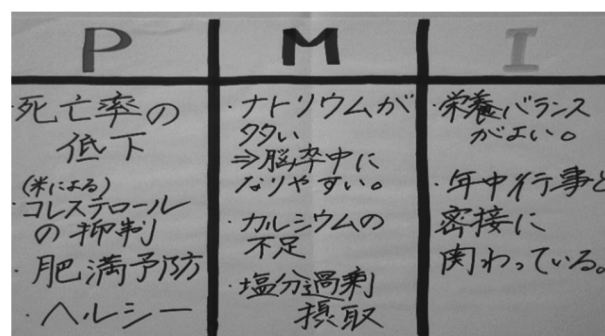 P
・死亡率の
低下
(米による)
・コレステロール
の抑制
・肥満予防
・ヘルシー
M
・ナトリウムが
多い
⇒脳卒中に
なりやすい。
・カルシウムの
不足
・塩分過剰
摂取
I
・栄養バランス
がよい。
・年中行事と
密接に
関わっている。